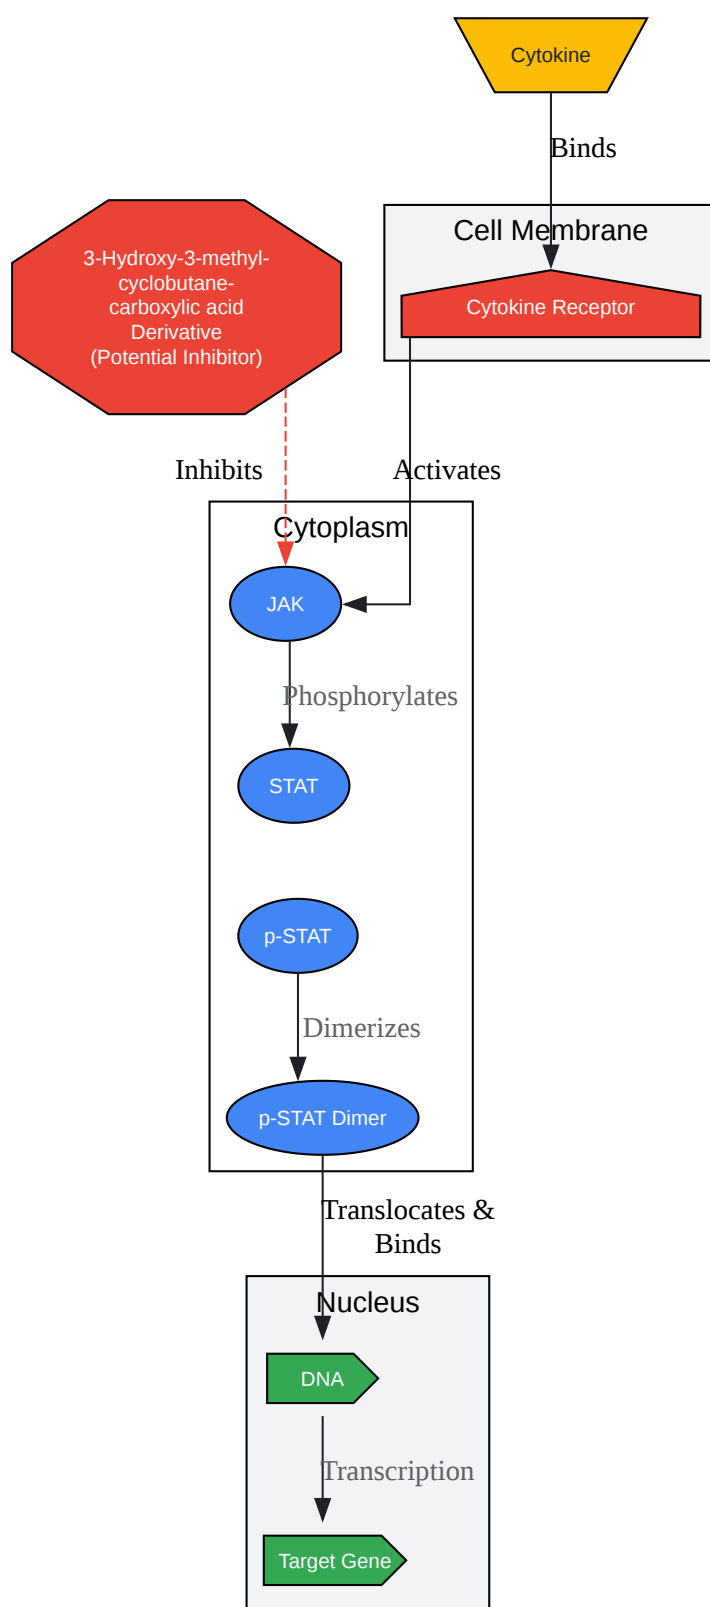 Cytokine
Binds
Cell Membrane
Cytokine Receptor
3-Hydroxy-3-methyl-
cyclobutane-
carboxylic acid
Derivative
(Potential Inhibitor)
Inhibits
Activates
Cytoplasm
JAK
Phosphorylates
STAT
p-STAT
Dimerizes
p-STAT Dimer
Translocates &
Binds
Nucleus
DNA
Transcription
Target Gene